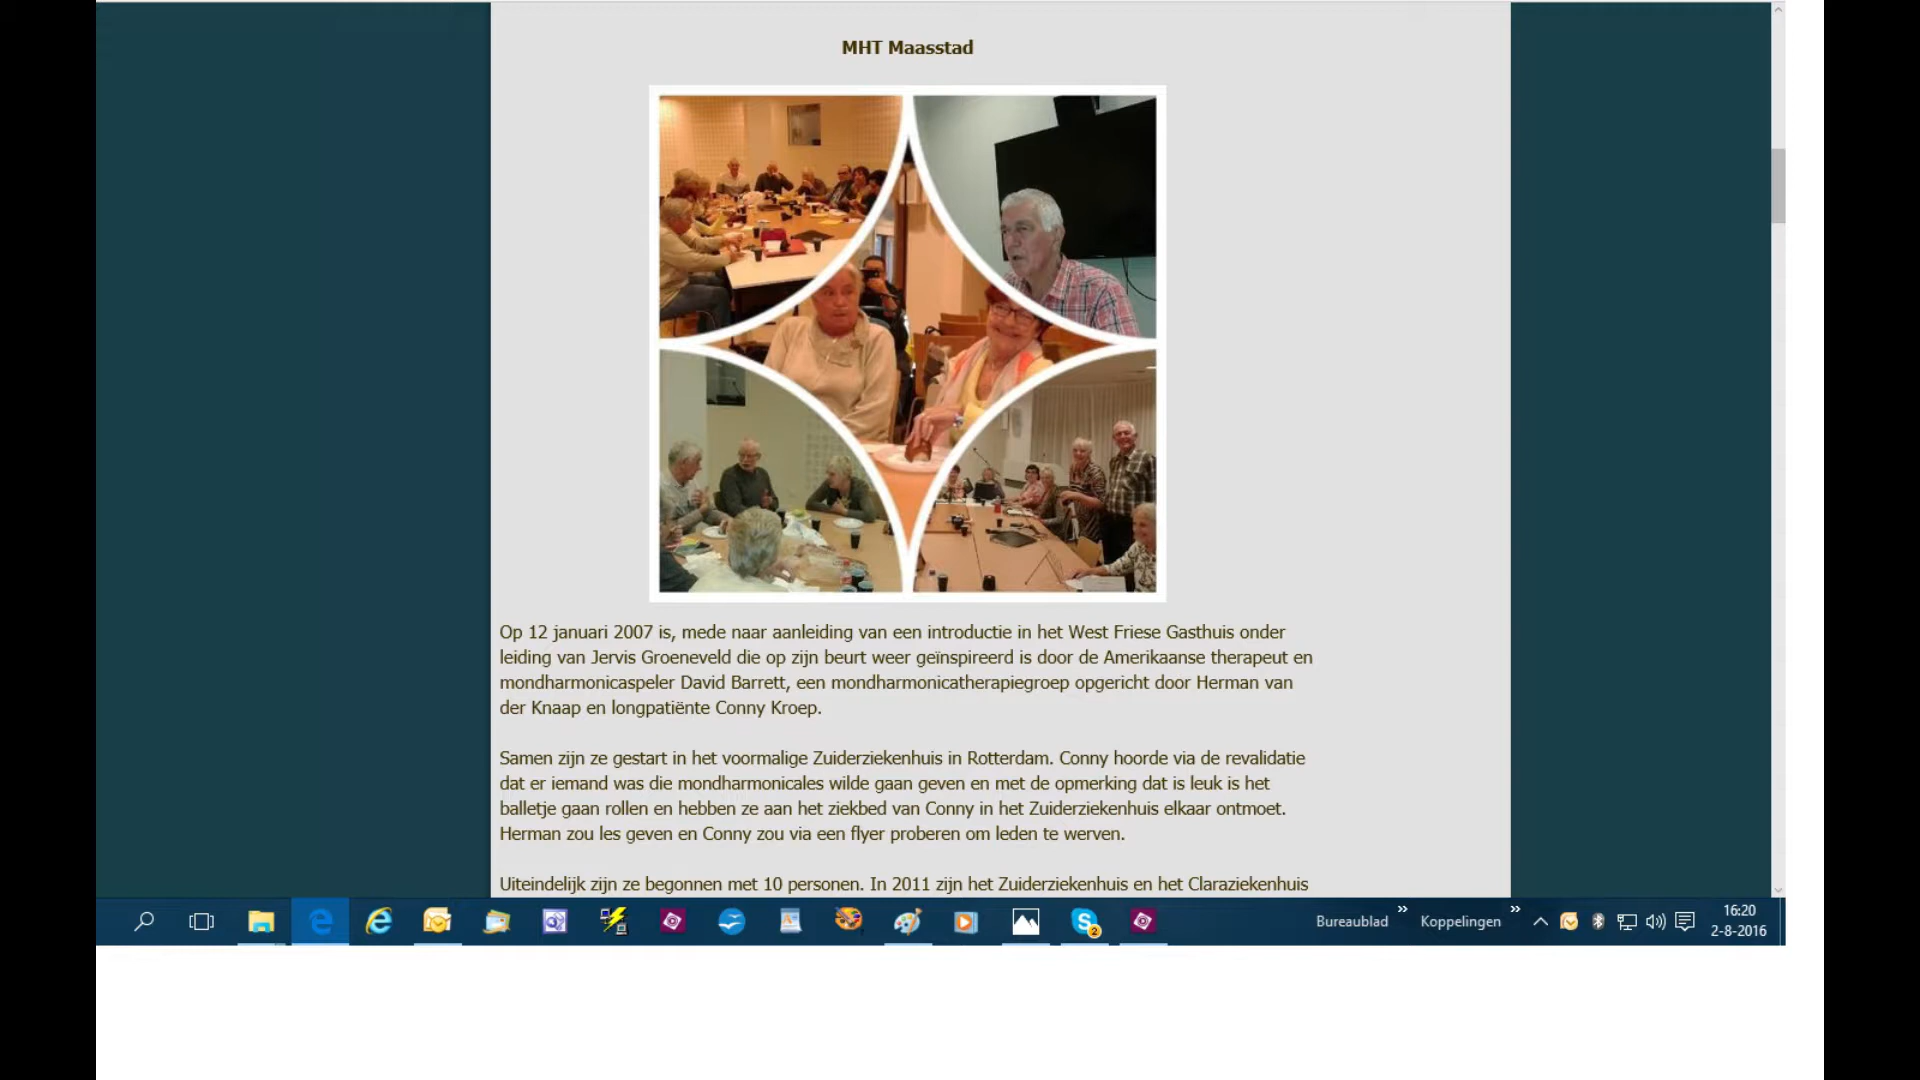 MHT Maasstad
Op 12 januari 2007 is, mede naar aanleiding van een introductie in het West Friese Gasthuis onder
leiding van Jervis Groeneveld die op zijn beurt weer geïnspireerd is door de Amerikaanse therapeut en
mondharmonicaspeler David Barrett, een mondharmonicatherapiegroep opgericht door Herman van
der Knaap en longpatiënte Conny Kroep.
Samen zijn ze gestart in het voormalige Zuiderziekenhuis in Rotterdam. Conny hoorde via de revalidatie
dat er iemand was die mondharmonicales wilde gaan geven en met de opmerking dat is leuk is het
balletje gaan rollen en hebben ze aan het ziekbed van Conny in het Zuiderziekenhuis elkaar ontmoet.
Herman zou les geven en Conny zou via een flyer proberen om leden te werven.
Uiteindelijk zijn ze begonnen met 10 personen. In 2011 zijn het Zuiderziekenhuis en het Claraziekenhuis
2
Bureaublad » Koppelingen »
16:20
2-8-2016